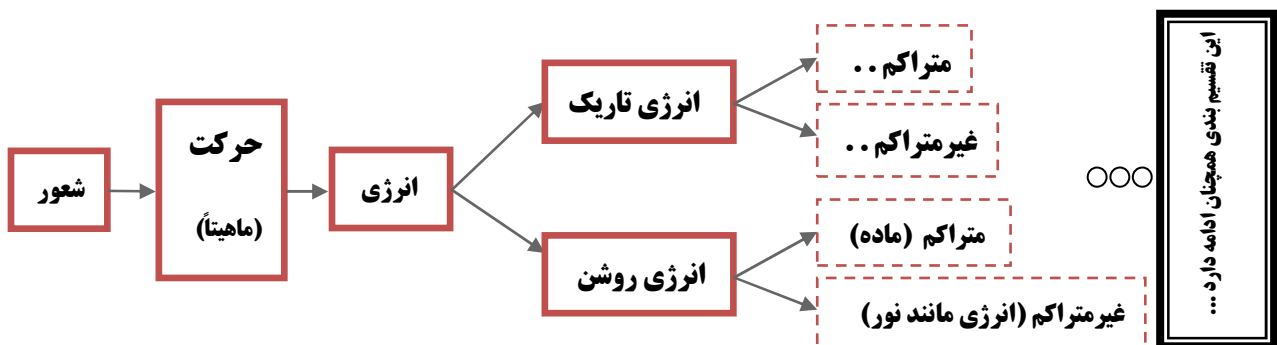 شعور
حرکت
(ماهیتاً)
انرژی
انرژی تاریک
متراکم . .
غیرمتراکم . .
انرژی روشن
متراکم (ماده)
غیرمتراکم (انرژی مانند نور)
این تقسیم بندی همچنان ادامه دارد ...